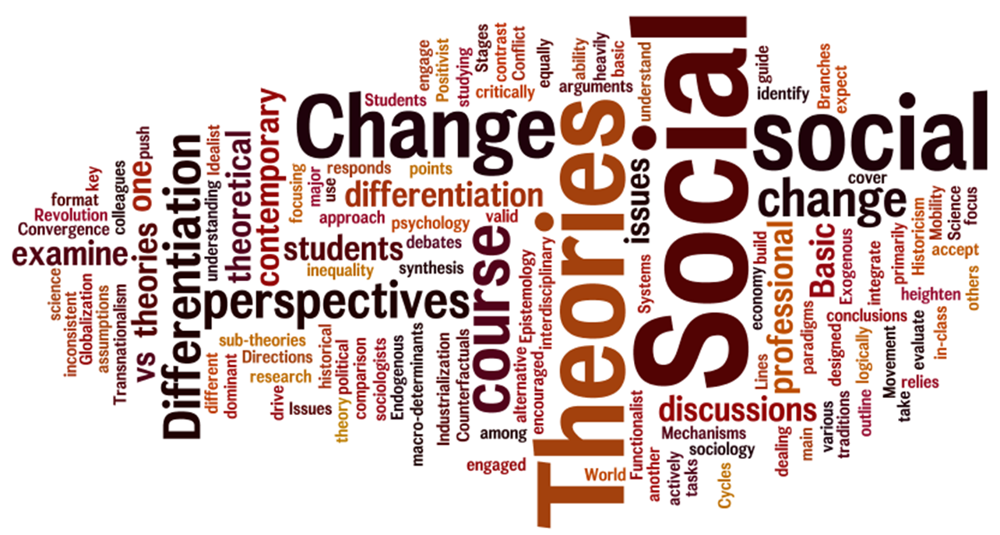 Social
Theories
Change
social
Differentiation
course
perspectives
change
differentiation
contemporary
theoretical
students
professional
discussions
Basic
issues
examine
vs theories one
push
key
format
colleagues
Revolution
Convergence
science
inconsistent
Globalization
assumptions
Transnationalism
understanding
Idealist
Students
engage
Positivist
studying
Stages
contrast
Conflict
critically
equally
ability
heavily
basic
arguments
understand
guide
identify
Branches
expect
focusing
major
use
responds
points
approach
psychology
valid
debates
inequality
synthesis
cover
Historicism
Mobility
Science
focus
primarily
accept
integrate
Exogenous
heighten
others
build
economy
Systems
Epistemology
interdisciplinary
alternative
encouraged
sub-theories
Directions
research
different
dominant
drive
Issues
historical
theory
political
comparison
sociologists
Endogenous
macro-determinants
Industrialization
Counterfactuals
among
engaged
World
Functionalist
another
actively
tasks
Mechanisms
sociology
Cycles
dealing
main
various
traditions
outline
Lines
paradigms
conclusions
designed
logically
Movement
evaluate
in-class
relies
take